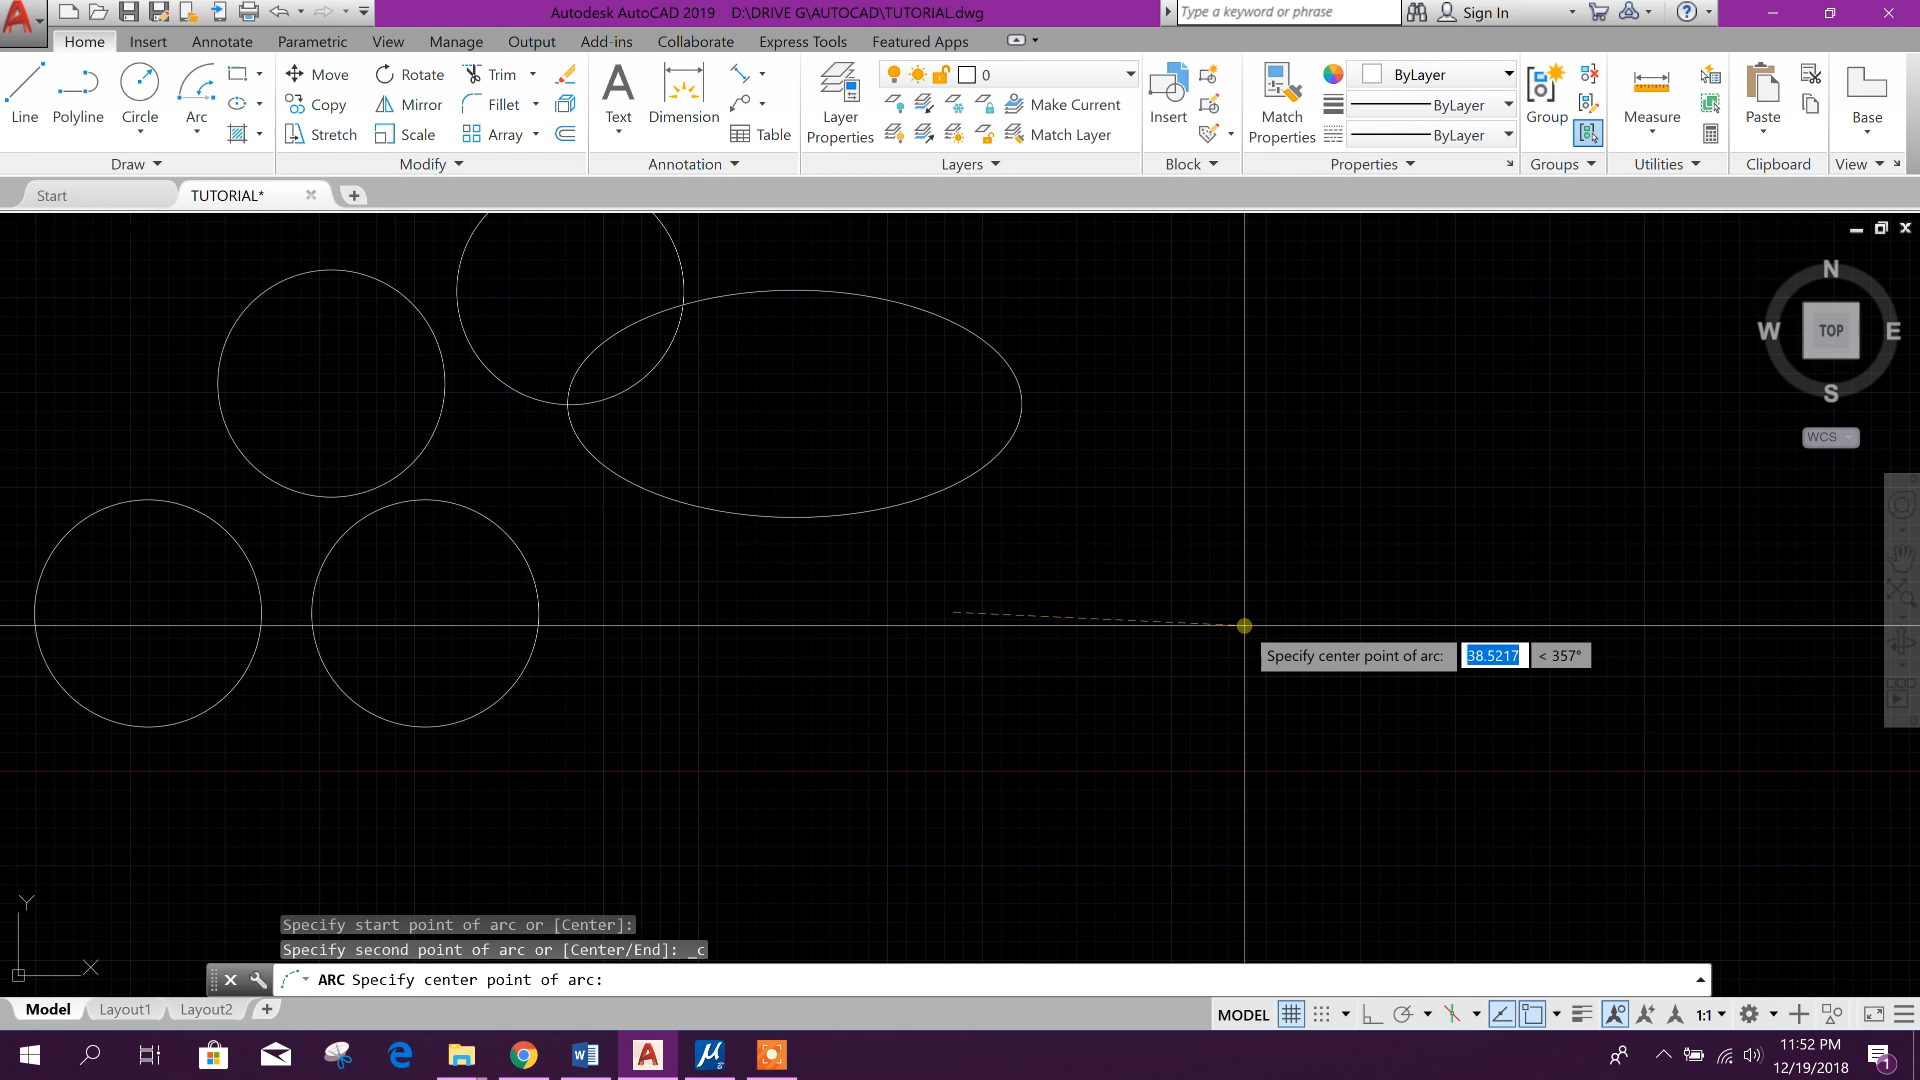 Autodesk AutoCAD 2019 D:\DRIVE G\AUTOCAD\TUTORIAL.dwg
Type a keyword or phrase
Sign In
Home Insert Annotate Parametric View Manage Output Add-ins Collaborate Express Tools Featured Apps
Line Polyline Circle Arc
Move Rotate Trim
Copy Mirror Fillet
Stretch Scale Array
Text Dimension Table
Layer Properties
0
Make Current
Match Layer
Insert
Match Properties
ByLayer
ByLayer
ByLayer
Group Measure Paste Base
Draw Modify Annotation Layers Block Properties Groups Utilities Clipboard View
Start TUTORIAL*
N
W TOP E
S
WCS
Specify center point of arc: 38.5217 < 357°
Y
X
Specify start point of arc or [Center]:
Specify second point of arc or [Center/End]: _c
ARC Specify center point of arc:
Model Layout1 Layout2
MODEL 1:1
11:52 PM
12/19/2018
1